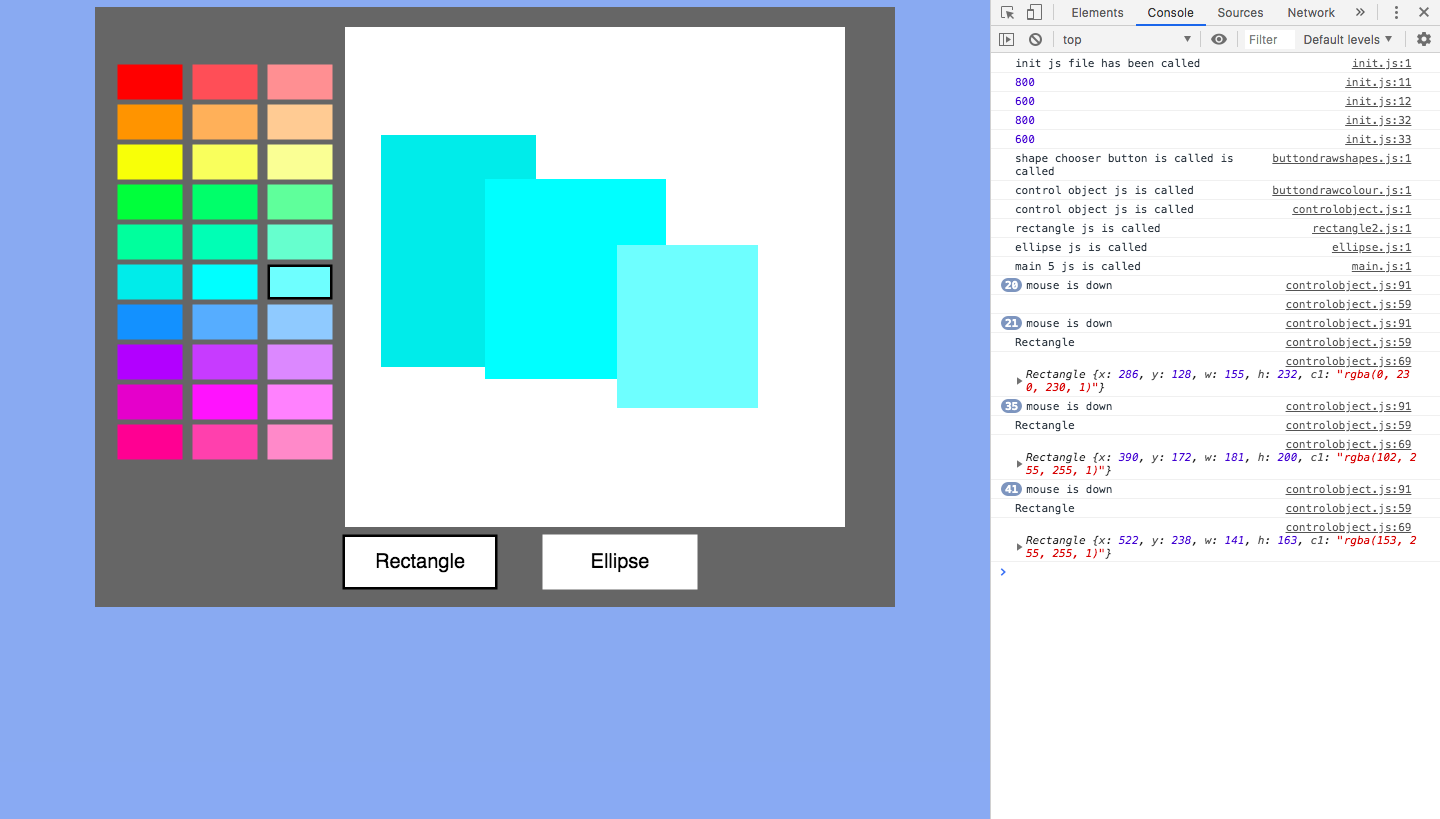 Elements Console Sources Network
top Filter Default levels
init js file has been called init.js:1
800 init.js:11
600 init.js:12
800 init.js:32
600 init.js:33
shape chooser button is called is buttondrawshapes.js:1
called
control object js is called buttondrawcolour.js:1
control object js is called controlobject.js:1
rectangle js is called rectangle2.js:1
ellipse js is called ellipse.js:1
main 5 js is called main.js:1
20 mouse is down controlobject.js:91
controlobject.js:59
21 mouse is down controlobject.js:91
Rectangle controlobject.js:59
controlobject.js:69
Rectangle {x: 286, y: 128, w: 155, h: 232, c1: "rgba(0, 23
0, 230, 1)"}
35 mouse is down controlobject.js:91
Rectangle controlobject.js:59
controlobject.js:69
Rectangle {x: 390, y: 172, w: 181, h: 200, c1: "rgba(102, 2
55, 255, 1)"}
41 mouse is down controlobject.js:91
Rectangle controlobject.js:59
controlobject.js:69
Rectangle {x: 522, y: 238, w: 141, h: 163, c1: "rgba(153, 2
55, 255, 1)"}
Rectangle Ellipse